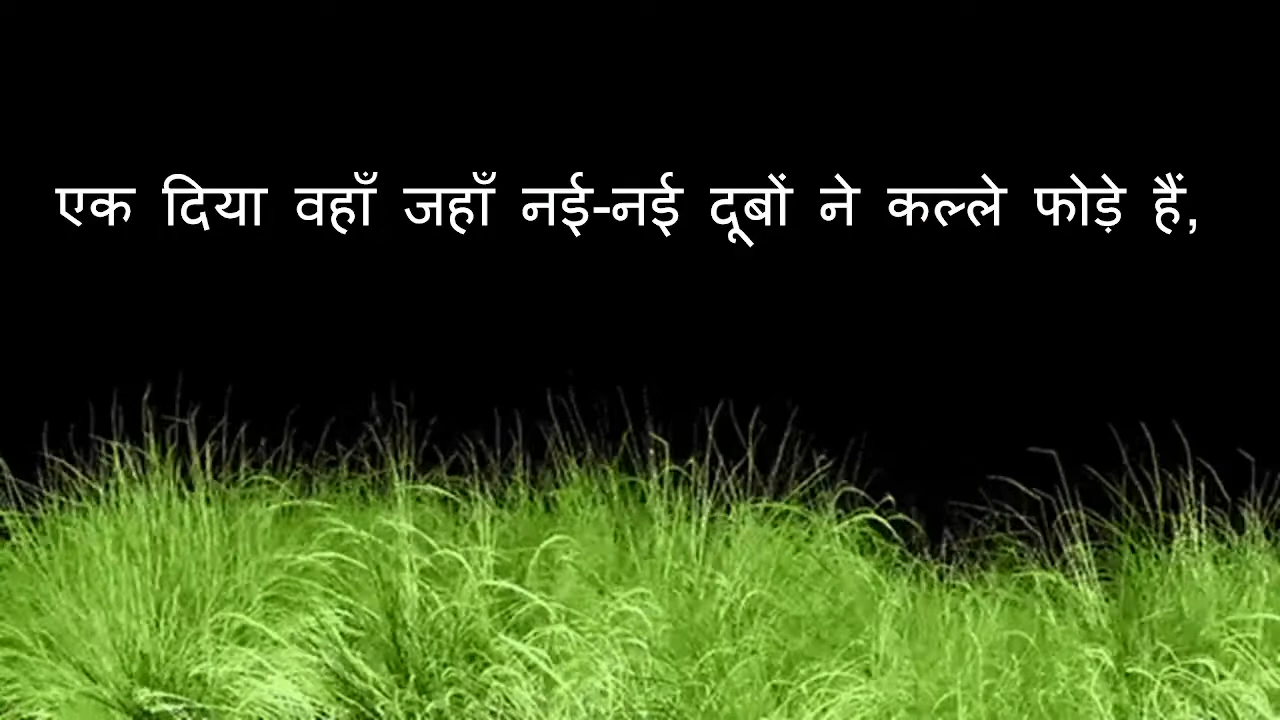 एक दिया वहाँ जहाँ नई-नई दूबों ने कल्ले फोड़े हैं,